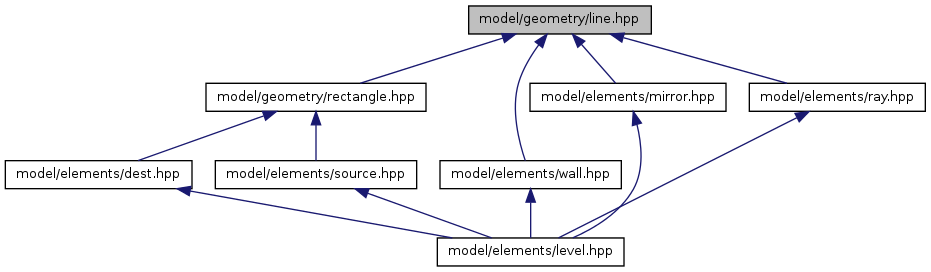 model/geometry/line.hpp
model/geometry/rectangle.hpp
model/elements/mirror.hpp
model/elements/ray.hpp
model/elements/dest.hpp
model/elements/source.hpp
model/elements/wall.hpp
model/elements/level.hpp